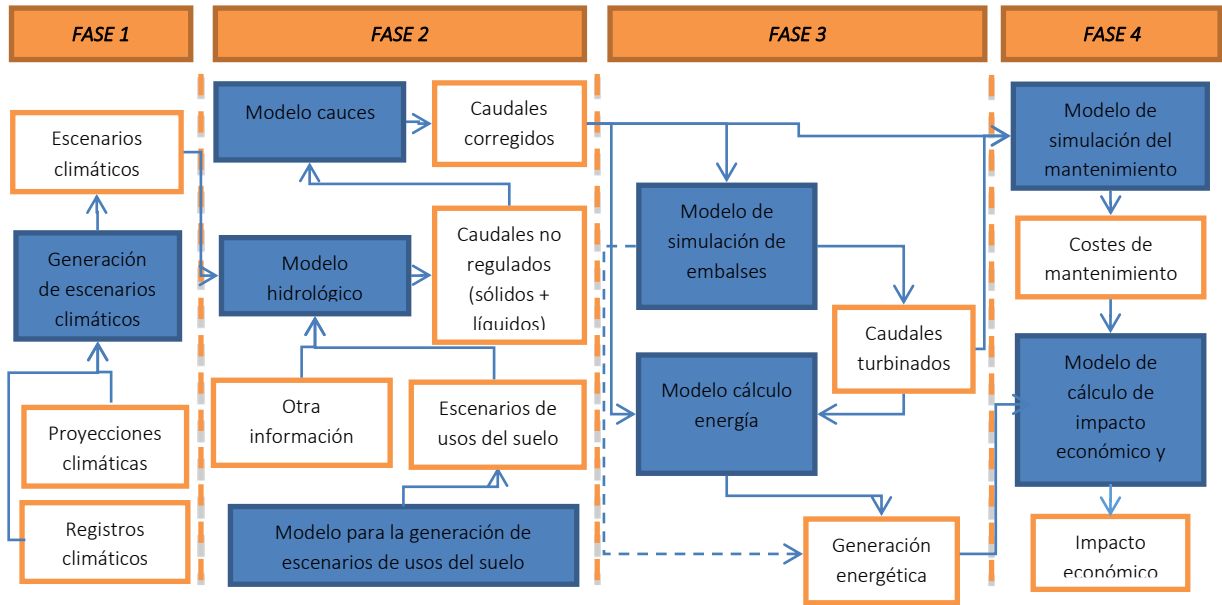 FASE 1
FASE 2
FASE 3
FASE 4
Escenarios
climáticos
Generación
de escenarios
climáticos
Proyecciones
climáticas
Registros
climáticos
Modelo cauces
Caudales
corregidos
Modelo
hidrológico
Caudales no
regulados
(sólidos +
líquidos)
Otra
información
Escenarios de
usos del suelo
Modelo para la generación de
escenarios de usos del suelo
Modelo de
simulación de
embalses
Caudales
turbinados
Modelo cálculo
energía
Generación
energética
Modelo de
simulación del
mantenimiento
Costes de
mantenimiento
Modelo de
cálculo de
impacto
económico y
Impacto
económico